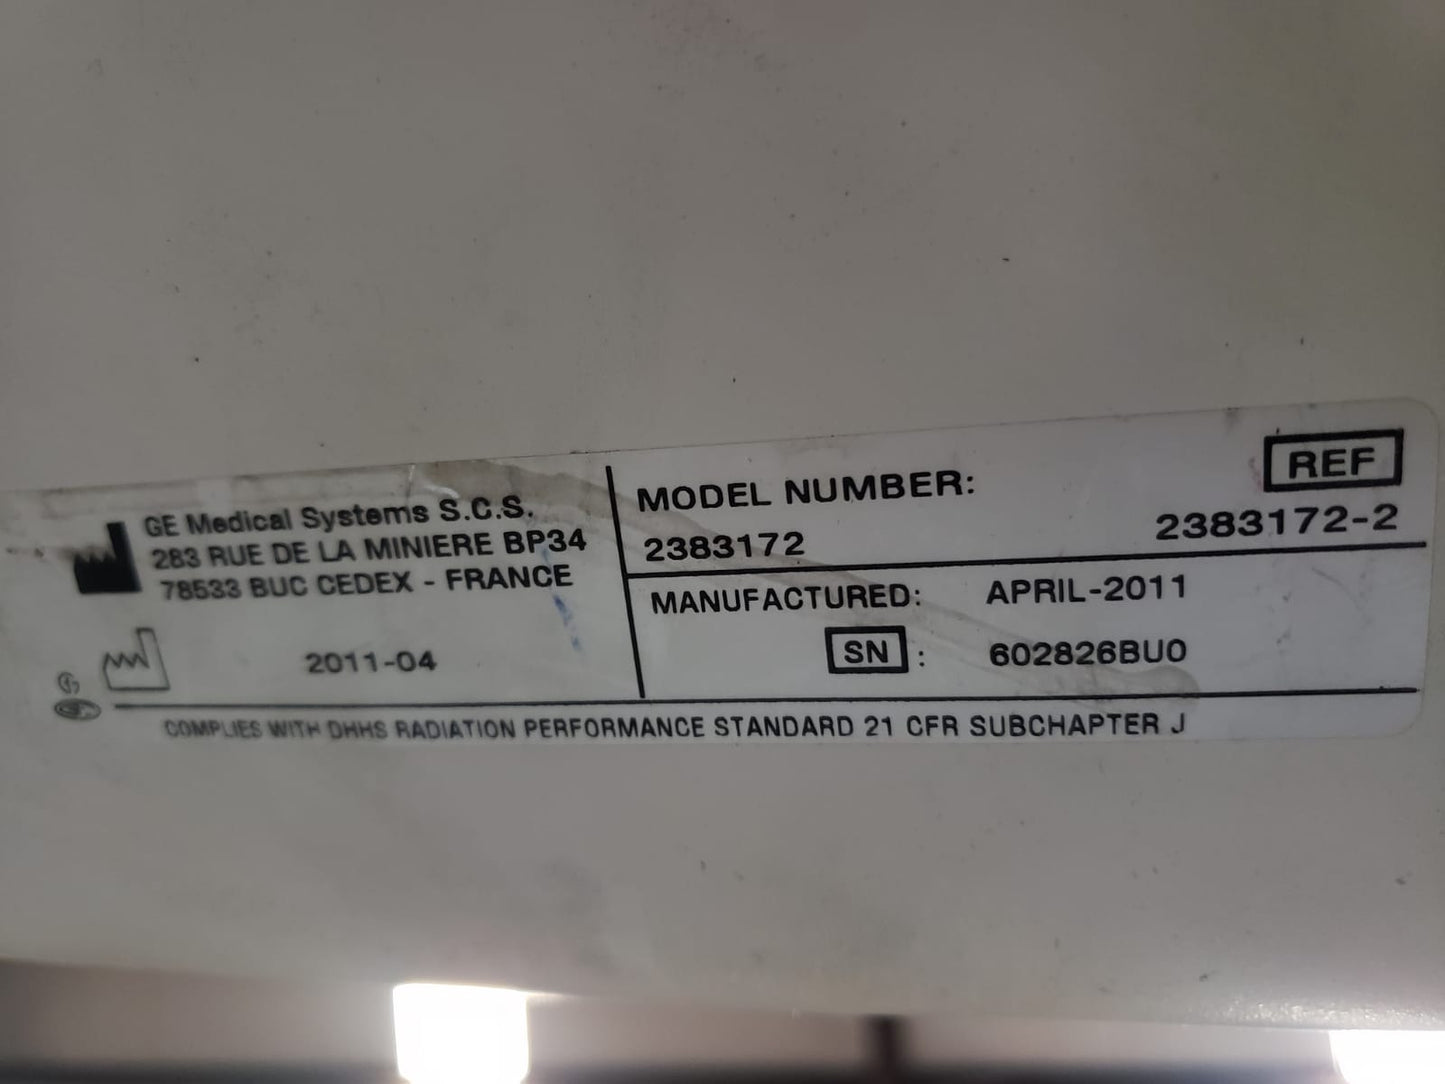 GE Medical Systems S.C.S.
283 RUE DE LA MINIERE BP34
78533 BUC CEDEX - FRANCE
2011-04
MODEL NUMBER:
REF
2383172
2383172-2
MANUFACTURED: APRIL-2011
SN : 602826BU0
COMPLIES WITH DHHS RADIATION PERFORMANCE STANDARD 21 CFR SUBCHAPTER J